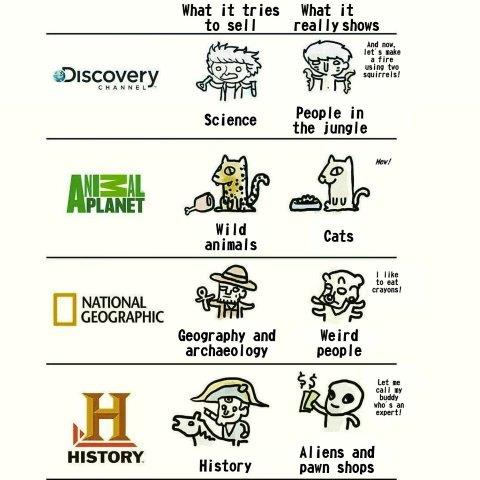 What it tries
to sell
What it
really shows
Discovery
CHANNEL
Science
People in
the jungle
And now,
let's make
a fire
using two
squirrels!
ANIMAL
PLANET
Wild
animals
Cats
Mew!
NATIONAL
GEOGRAPHIC
Geography and
archaeology
Weird
people
I like
to eat
crayons!
H
HISTORY
History
$$
Aliens and
pawn shops
Let me
call my
buddy
who's an
expert!